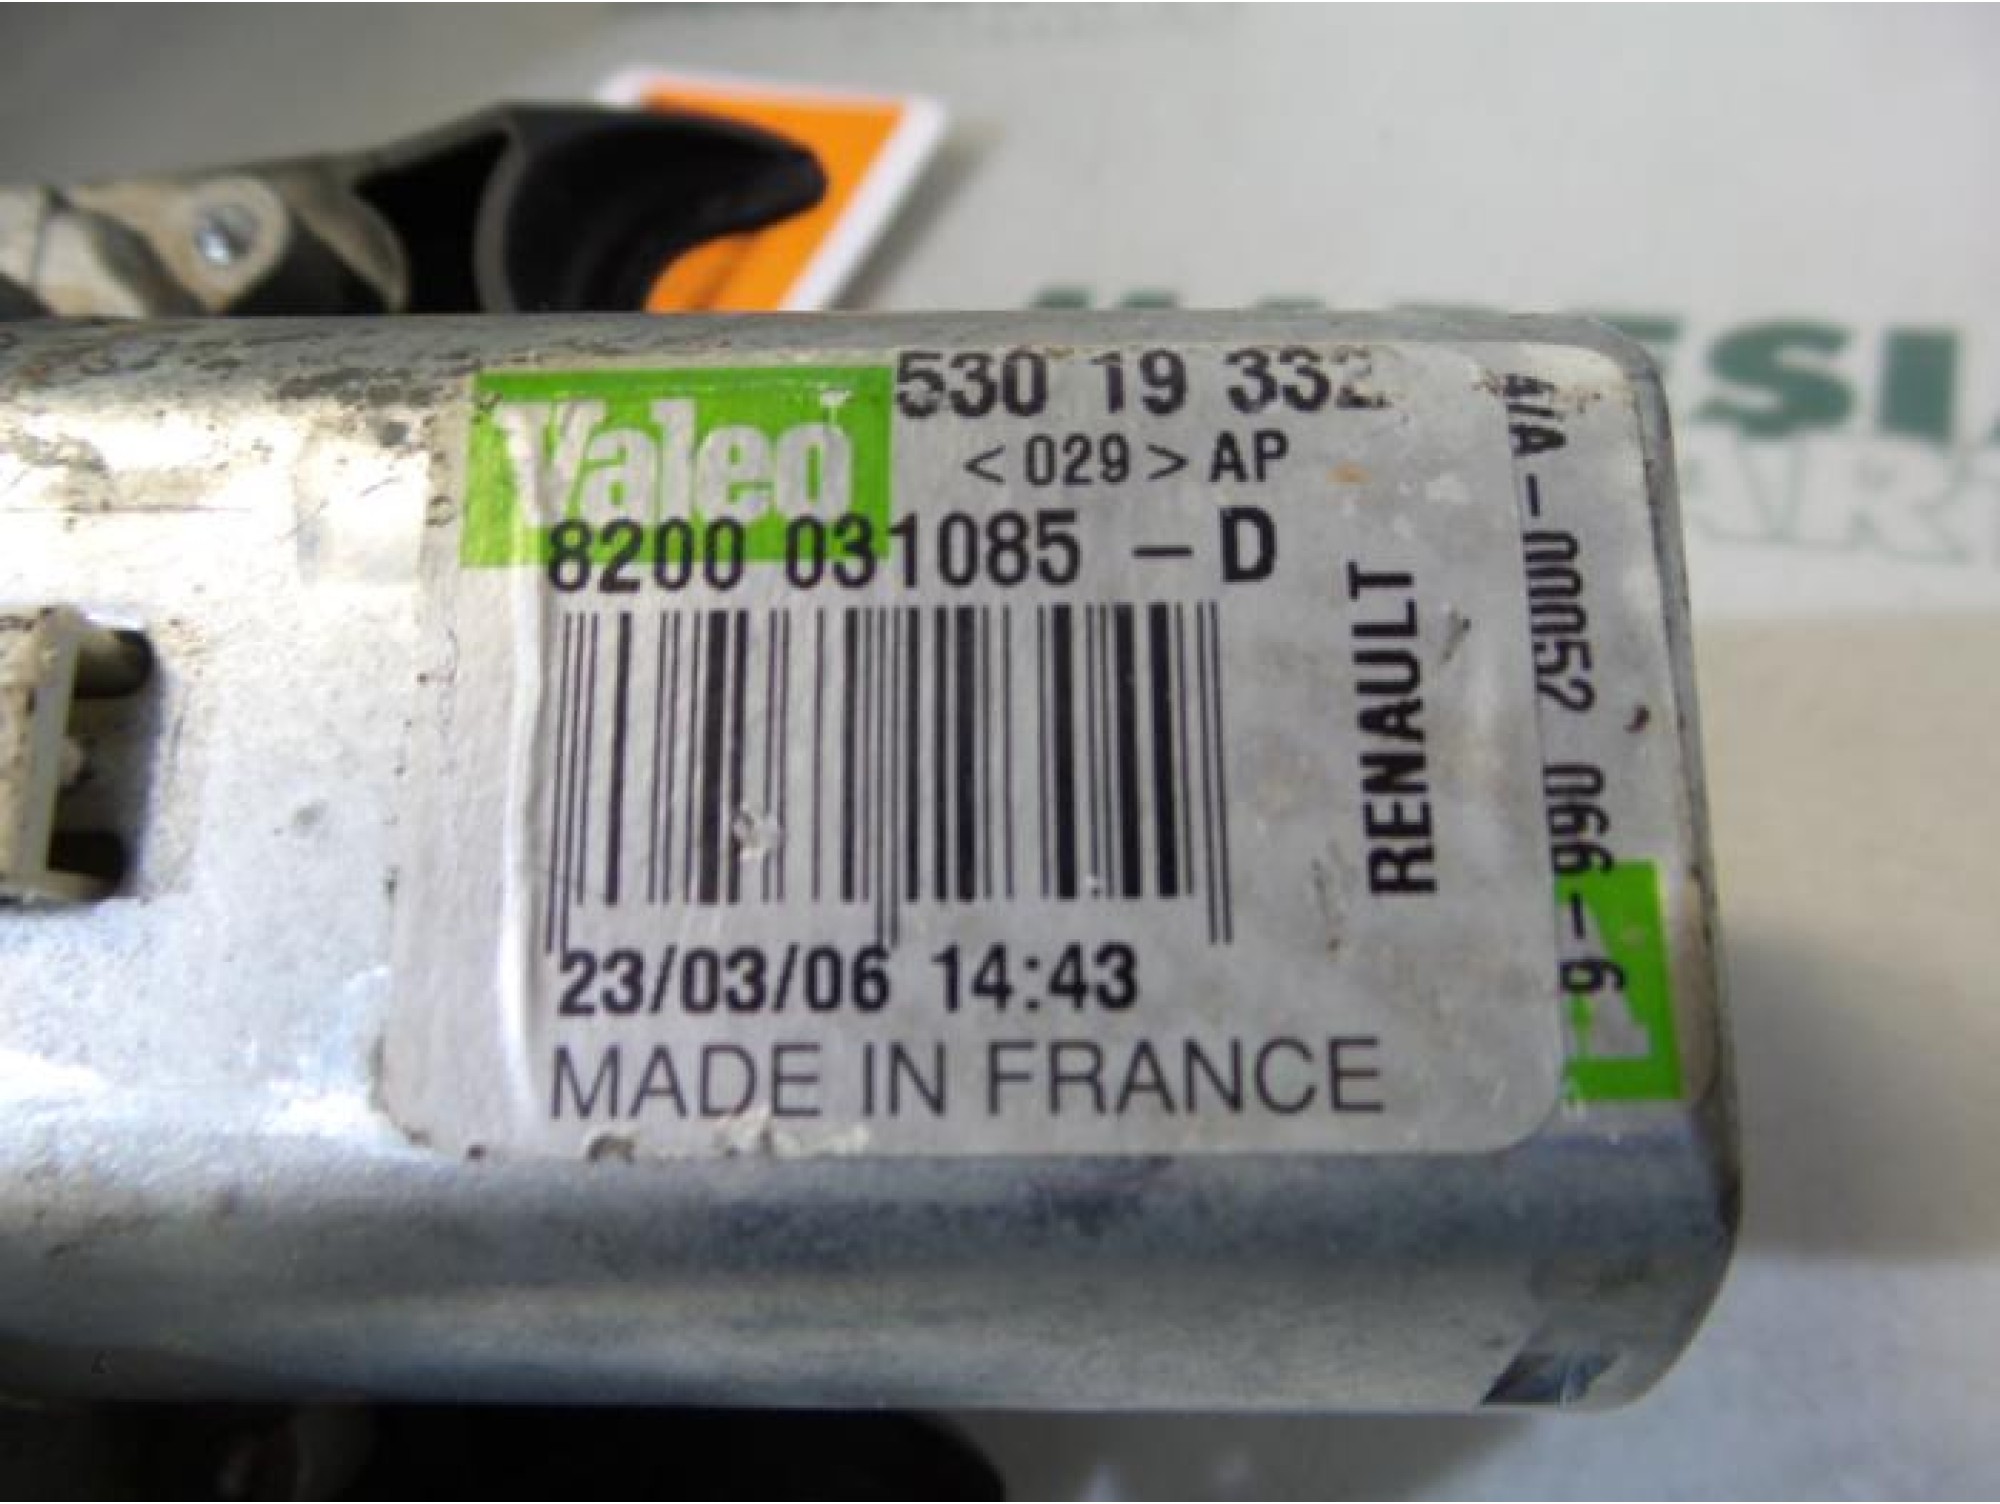 Valeo
530 19 332
<029> AP
8200 031085 - D
RENAULT
23/03/06 14:43
MADE IN FRANCE